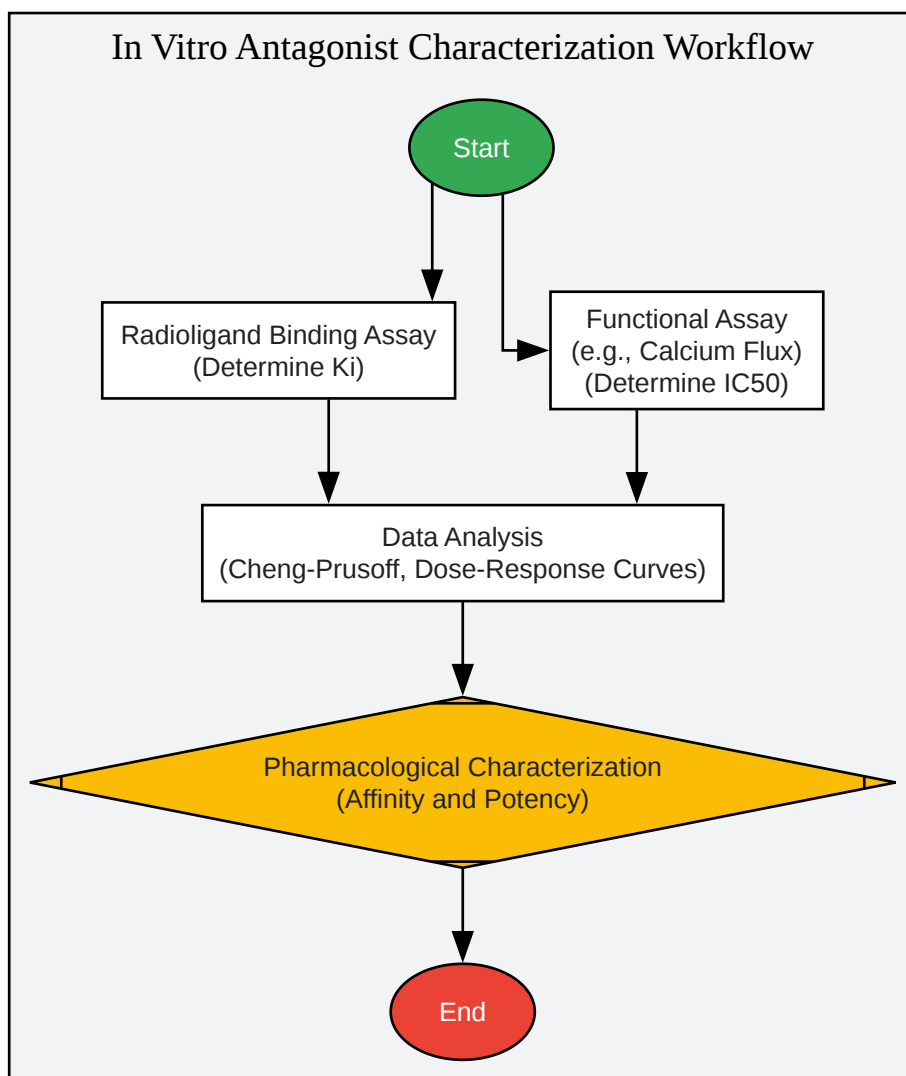 In Vitro Antagonist Characterization Workflow
Start
Radioligand Binding Assay
(Determine Ki)
Functional Assay
(e.g., Calcium Flux)
(Determine IC50)
Data Analysis
(Cheng-Prusoff, Dose-Response Curves)
Pharmacological Characterization
(Affinity and Potency)
End